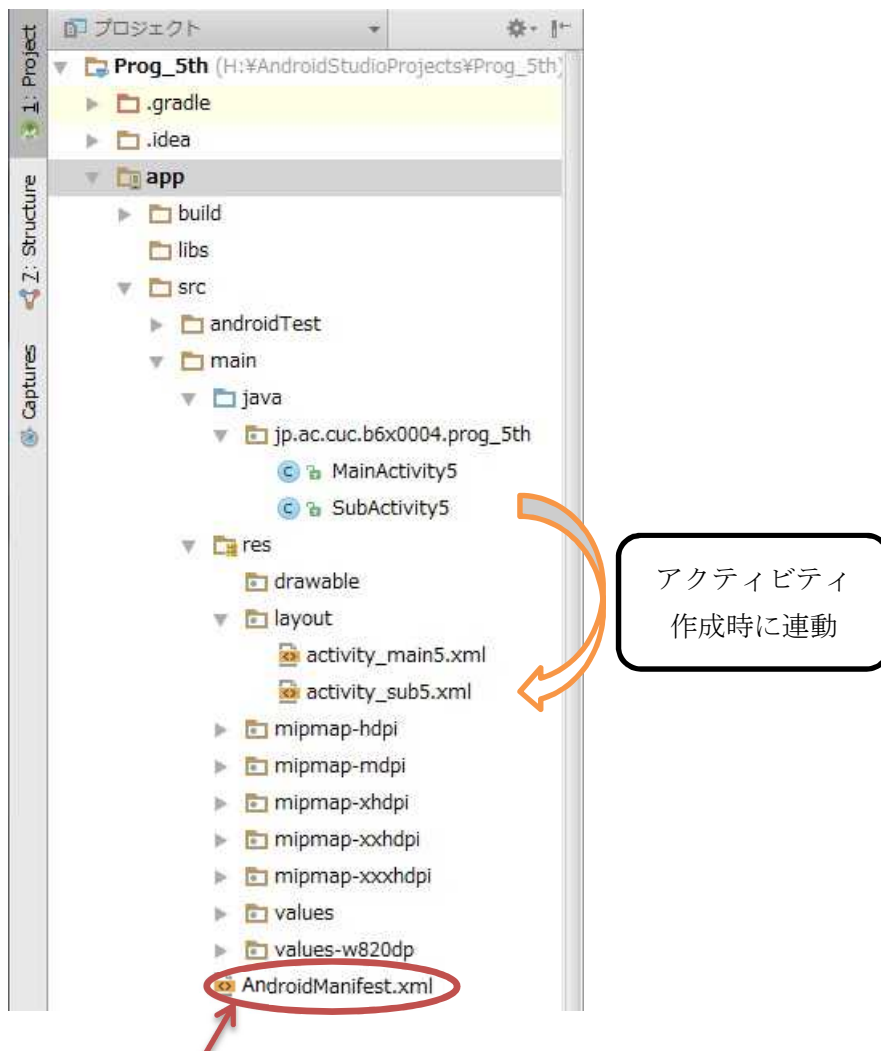 プロジェクト
1: Project
Prog_5th (H:¥AndroidStudioProjects¥Prog_5th)
.gradle
.idea
app
7: Structure
build
libs
src
androidTest
Captures
main
java
jp.ac.cuc.b6x0004.prog_5th
MainActivity5
SubActivity5
res
drawable
layout
activity_main5.xml
activity_sub5.xml
アクティビティ
作成時に連動
mipmap-hdpi
mipmap-mdpi
mipmap-xhdpi
mipmap-xxhdpi
mipmap-xxxhdpi
values
values-w820dp
AndroidManifest.xml